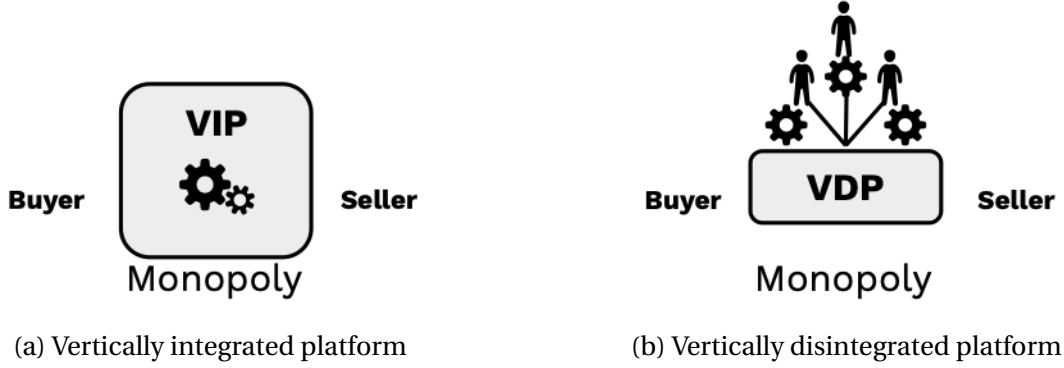 VIP
Buyer
Seller
Monopoly
(a) Vertically integrated platform
VDP
Buyer
Seller
Monopoly
(b) Vertically disintegrated platform